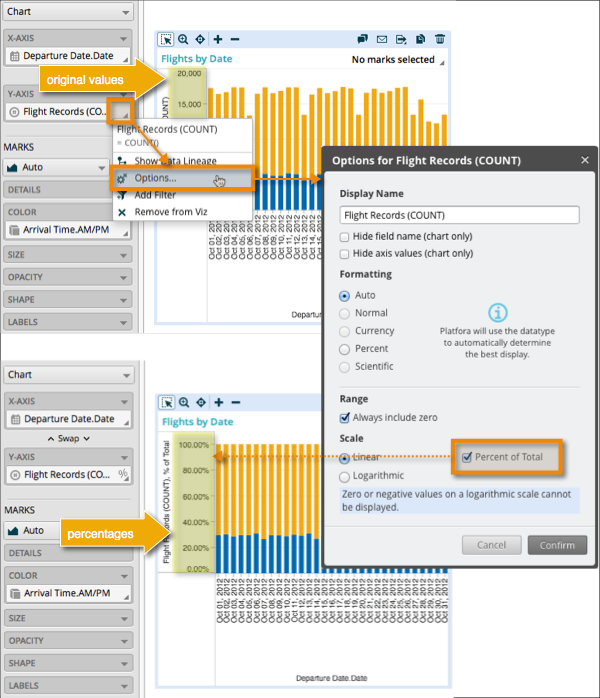 Chart
X-AXIS
Departure Date.Date
Y-AXIS
Flight Records (CO...
MARKS
Auto
DETAILS
COLOR
Arrival Time.AM/PM
SIZE
OPACITY
SHAPE
LABELS
original values
Flights by Date
No marks selected
20,000
15,000
Flight Records (COUNT)
= COUNT()
Show Data Lineage
Options...
Add Filter
Remove from Viz
Oct 01, 2012
Oct 02, 2012
Oct 03, 2012
Oct 04, 2012
Oct 05, 2012
Oct 06, 2012
Oct 07, 2012
Oct 08, 2012
Oct 09, 2012
Oct 10, 2012
Oct 11, 2012
Oct 12, 2012
Oct 13, 2012
Oct 14, 2012
Departure
Options for Flight Records (COUNT)
Display Name
Flight Records (COUNT)
Hide field name (chart only)
Hide axis values (chart only)
Formatting
Auto
Normal
Currency
Percent
Scientific
Platfora will use the datatype
to automatically determine
the best display.
Range
Always include zero
Scale
Linear
Percent of Total
Logarithmic
Zero or negative values on a logarithmic scale cannot
be displayed.
Cancel
Confirm
Chart
X-AXIS
Departure Date.Date
Swap
Y-AXIS
Flight Records (CO... %
MARKS
Auto
DETAILS
COLOR
Arrival Time.AM/PM
SIZE
OPACITY
SHAPE
LABELS
percentages
Flights by Date
Flight Records (COUNT), % of Total
100.00%
80.00%
60.00%
40.00%
20.00%
0.00%
Oct 01, 2012
Oct 02, 2012
Oct 03, 2012
Oct 04, 2012
Oct 05, 2012
Oct 06, 2012
Oct 07, 2012
Oct 08, 2012
Oct 09, 2012
Oct 10, 2012
Oct 11, 2012
Oct 12, 2012
Oct 13, 2012
Oct 14, 2012
Oct 15, 2012
Oct 16, 2012
Oct 17, 2012
Oct 18, 2012
Oct 19, 2012
Oct 20, 2012
Oct 21, 2012
Oct 22, 2012
Oct 23, 2012
Oct 24, 2012
Oct 25, 2012
Oct 26, 2012
Oct 27, 2012
Oct 28, 2012
Oct 29, 2012
Oct 30, 2012
Oct 31, 2012
Departure Date.Date